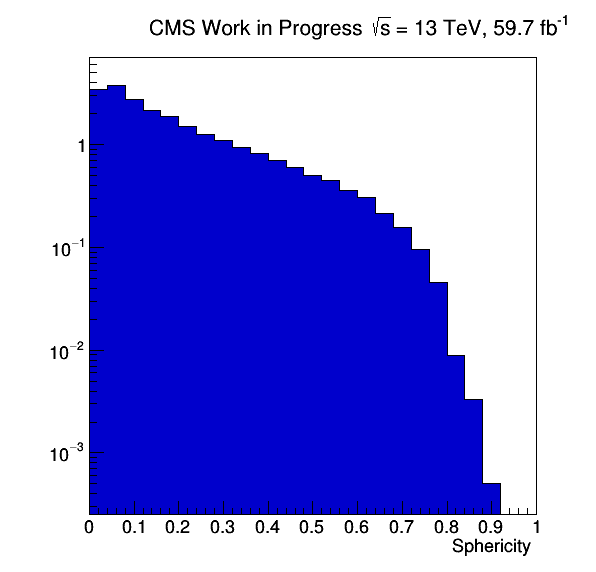 CMS Work in Progress √s = 13 TeV, 59.7 fb⁻¹
1
10⁻¹
10⁻²
10⁻³
0 0.1 0.2 0.3 0.4 0.5 0.6 0.7 0.8 0.9 1
Sphericity